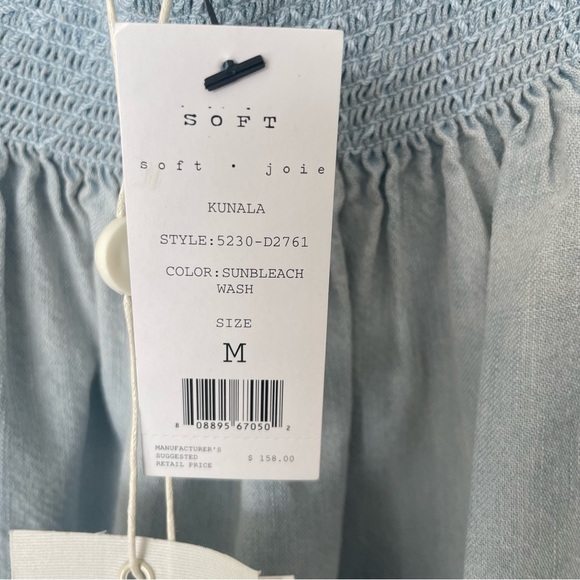 SOFT
soft · joie
KUNALA
STYLE:5230-D2761
COLOR:SUNBLEACH
WASH
SIZE
M
8 08895 67050 2
MANUFACTURER'S
SUGGESTED
RETAIL PRICE
$ 158.00